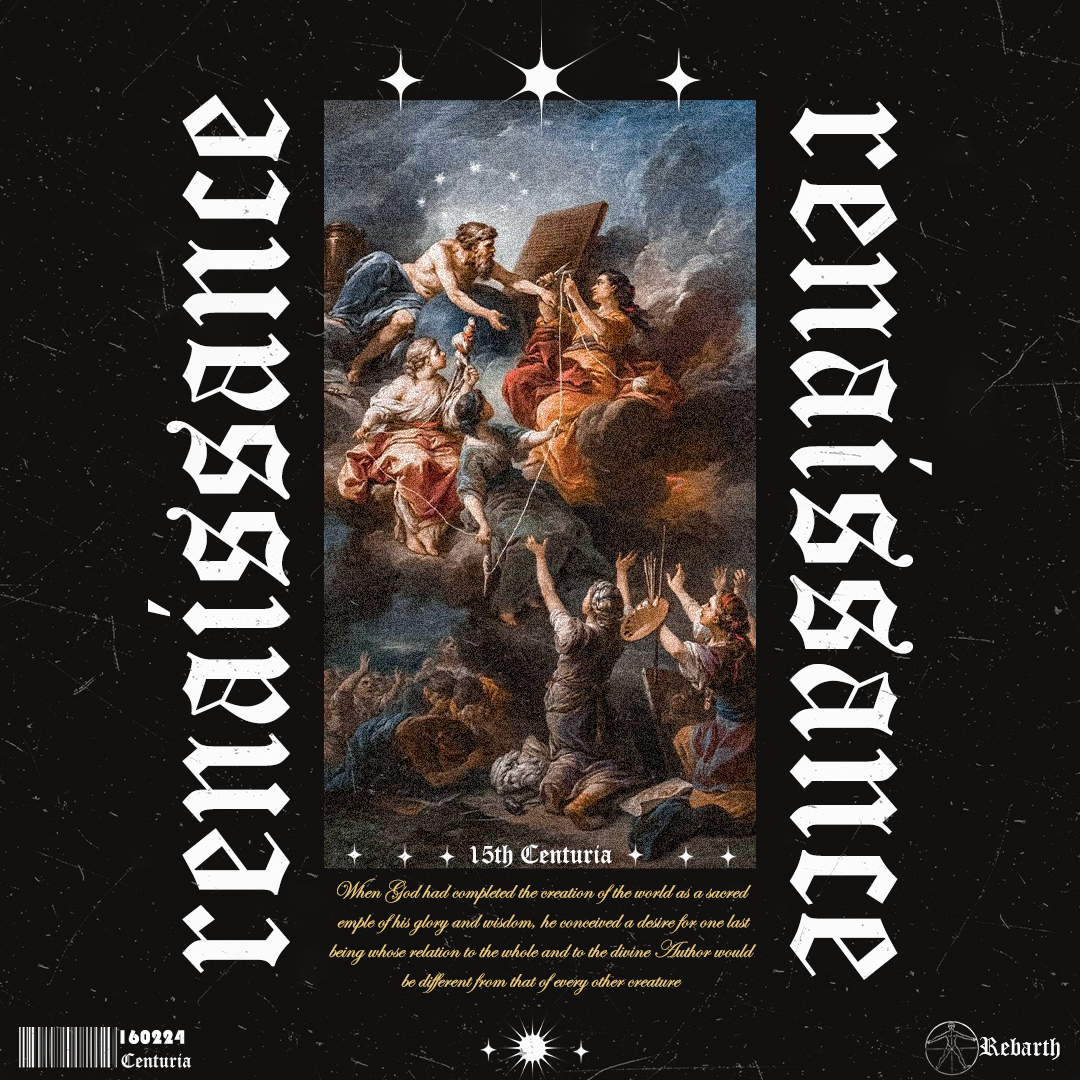 renaissance
renaissance
15th Centuria
When God had completed the creation of the world as a sacred
emple of his glory and wisdom, he conceived a desire for one last
being whose relation to the whole and to the divine Author would
be different from that of every other creature
160224
Centuria
Rebarth